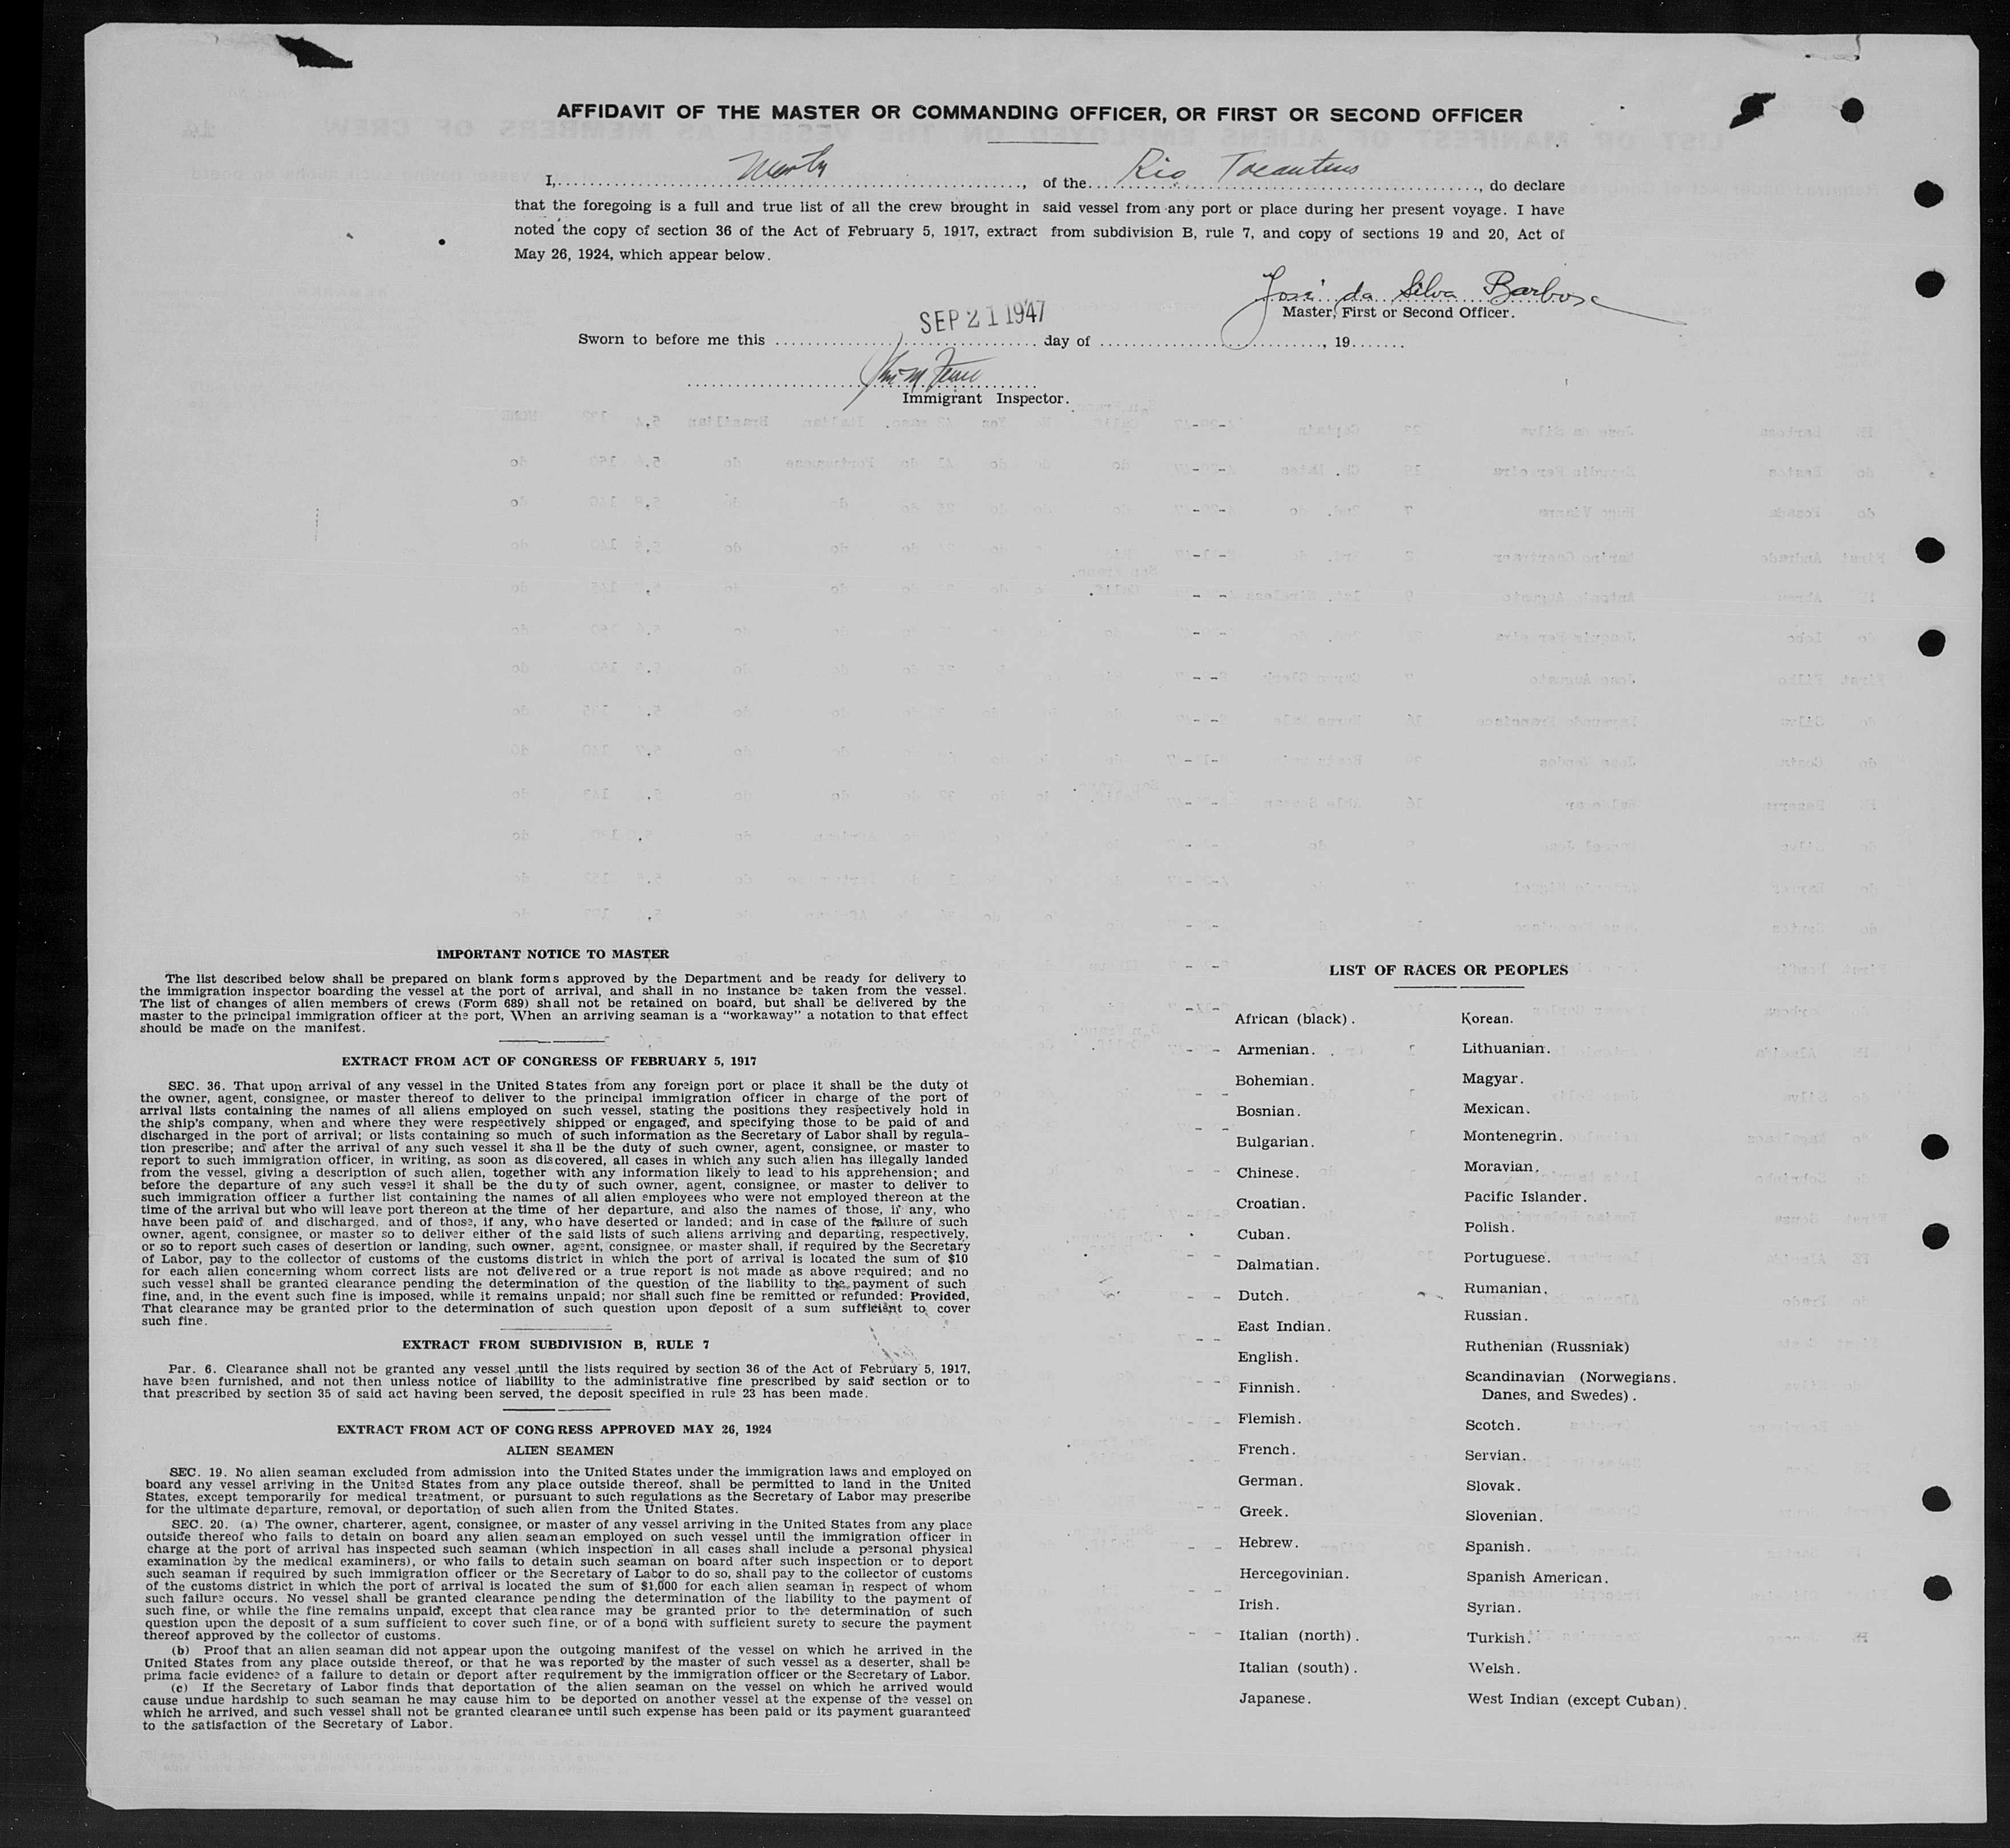 AFFIDAVIT OF THE MASTER OR COMMANDING OFFICER, OR FIRST OR SECOND OFFICER
I, , of the Rio Tocantins, do declare
that the foregoing is a full and true list of all the crew brought in said vessel from any port or place during her present voyage. I have
noted the copy of section 36 of the Act of February 5, 1917, extract from subdivision B, rule 7, and copy of sections 19 and 20, Act of
May 26, 1924, which appear below.
José da Silva Barbosa
Master, First or Second Officer.
SEP 21 1947
Sworn to before me this day of , 19
Immigrant Inspector.
IMPORTANT NOTICE TO MASTER
The list described below shall be prepared on blank forms approved by the Department and be ready for delivery to
the immigration inspector boarding the vessel at the port of arrival, and shall in no instance be taken from the vessel.
The list of changes of alien members of crews (Form 689) shall not be retained on board, but shall be delivered by the
master to the principal immigration officer at the port, When an arriving seaman is a "workaway" a notation to that effect
should be made on the manifest.
EXTRACT FROM ACT OF CONGRESS OF FEBRUARY 5, 1917
SEC. 36. That upon arrival of any vessel in the United States from any foreign port or place it shall be the duty of
the owner, agent, consignee, or master thereof to deliver to the principal immigration officer in charge of the port of
arrival lists containing the names of all aliens employed on such vessel, stating the positions they respectively hold in
the ship's company, when and where they were respectively shipped or engaged, and specifying those to be paid of and
discharged in the port of arrival; or lists containing so much of such information as the Secretary of Labor shall by regula-
tion prescribe; and after the arrival of any such vessel it shall be the duty of such owner, agent, consignee, or master to
report to such immigration officer, in writing, as soon as discovered, all cases in which any such alien has illegally landed
from the vessel, giving a description of such alien, together with any information likely to lead to his apprehension; and
before the departure of any such vessel it shall be the duty of such owner, agent, consignee, or master to deliver to
such immigration officer a further list containing the names of all alien employees who were not employed thereon at the
time of the arrival but who will leave port thereon at the time of her departure, and also the names of those, if any, who
have been paid of, and discharged, and of those, if any, who have deserted or landed; and in case of the failure of such
owner, agent, consignee, or master so to deliver either of the said lists of such aliens arriving and departing, respectively,
or so to report such cases of desertion or landing, such owner, agent, consignee, or master shall, if required by the Secretary
of Labor, pay to the collector of customs of the customs district in which the port of arrival is located the sum of $10
for each alien concerning whom correct lists are not delivered or a true report is not made as above required; and no
such vessel shall be granted clearance pending the determination of the question of the liability to the payment of such
fine, and, in the event such fine is imposed, while it remains unpaid; nor shall such fine be remitted or refunded: Provided,
That clearance may be granted prior to the determination of such question upon deposit of a sum sufficient to cover
such fine.
EXTRACT FROM SUBDIVISION B, RULE 7
Par. 6. Clearance shall not be granted any vessel until the lists required by section 36 of the Act of February 5, 1917,
have been furnished, and not then unless notice of liability to the administrative fine prescribed by said section or to
that prescribed by section 35 of said act having been served, the deposit specified in rule 23 has been made.
EXTRACT FROM ACT OF CONGRESS APPROVED MAY 26, 1924
ALIEN SEAMEN
SEC. 19. No alien seaman excluded from admission into the United States under the immigration laws and employed on
board any vessel arriving in the United States from any place outside thereof, shall be permitted to land in the United
States, except temporarily for medical treatment, or pursuant to such regulations as the Secretary of Labor may prescribe
for the ultimate departure, removal, or deportation of such alien from the United States.
SEC. 20. (a) The owner, charterer, agent, consignee, or master of any vessel arriving in the United States from any place
outside thereof who fails to detain on board any alien seaman employed on such vessel until the immigration officer in
charge at the port of arrival has inspected such seaman (which inspection in all cases shall include a personal physical
examination by the medical examiners), or who fails to detain such seaman on board after such inspection or to deport
such seaman if required by such immigration officer or the Secretary of Labor to do so, shall pay to the collector of customs
of the customs district in which the port of arrival is located the sum of $1,000 for each alien seaman in respect of whom
such failure occurs. No vessel shall be granted clearance pending the determination of the liability to the payment of
such fine, or while the fine remains unpaid, except that clearance may be granted prior to the determination of such
question upon the deposit of a sum sufficient to cover such fine, or of a bond with sufficient surety to secure the payment
thereof approved by the collector of customs.
(b) Proof that an alien seaman did not appear upon the outgoing manifest of the vessel on which he arrived in the
United States from any place outside thereof, or that he was reported by the master of such vessel as a deserter, shall be
prima facie evidence of a failure to detain or deport after requirement by the immigration officer or the Secretary of Labor.
(c) If the Secretary of Labor finds that deportation of the alien seaman on the vessel on which he arrived would
cause undue hardship to such seaman he may cause him to be deported on another vessel at the expense of the vessel on
which he arrived, and such vessel shall not be granted clearance until such expense has been paid or its payment guaranteed
to the satisfaction of the Secretary of Labor.
LIST OF RACES OR PEOPLES
African (black).
Armenian.
Bohemian.
Bosnian.
Bulgarian.
Chinese.
Croatian.
Cuban.
Dalmatian.
Dutch.
East Indian.
English.
Finnish.
Flemish.
French.
German.
Greek.
Hebrew.
Hercegovinian.
Irish.
Italian (north).
Italian (south).
Japanese.
Korean.
Lithuanian.
Magyar.
Mexican.
Montenegrin.
Moravian.
Pacific Islander.
Polish.
Portuguese.
Rumanian.
Russian.
Ruthenian (Russniak)
Scandinavian (Norwegians.
Danes, and Swedes).
Scotch.
Servian.
Slovak.
Slovenian.
Spanish.
Spanish American.
Syrian.
Turkish.
Welsh.
West Indian (except Cuban).